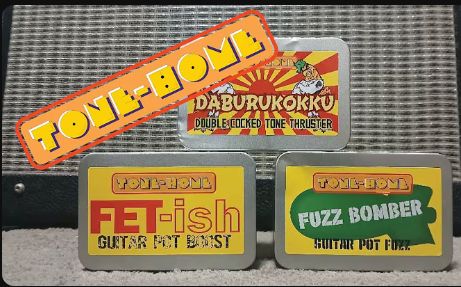 TONE-HOME
DABURUKOKKU
DOUBLE COCKED TONE THRUSTER
TONE-HOME
FET-ish
GUITAR POT BOOST
TONE-HOME
FUZZ BOMBER
GUITAR POT FUZZ